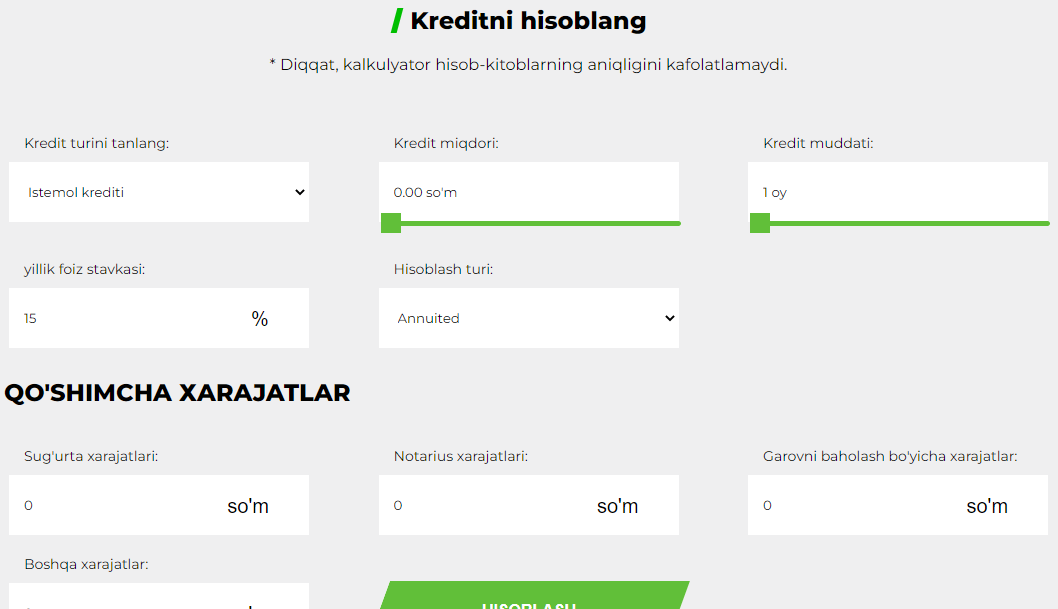 Kreditni hisoblang
* Diqqat, kalkulyator hisob-kitoblarning aniqligini kafolatlamaydi.
Kredit turini tanlang:
Kredit miqdori:
Kredit muddati:
Istemol krediti
0.00 so'm
1 oy
yillik foiz stavkasi:
Hisoblash turi:
15 %
Annuited
QO'SHIMCHA XARAJATLAR
Sug'urta xarajatlari:
Notarius xarajatlari:
Garovni baholash bo'yicha xarajatlar:
0 so'm
0 so'm
0 so'm
Boshqa xarajatlar:
HISOBLASH